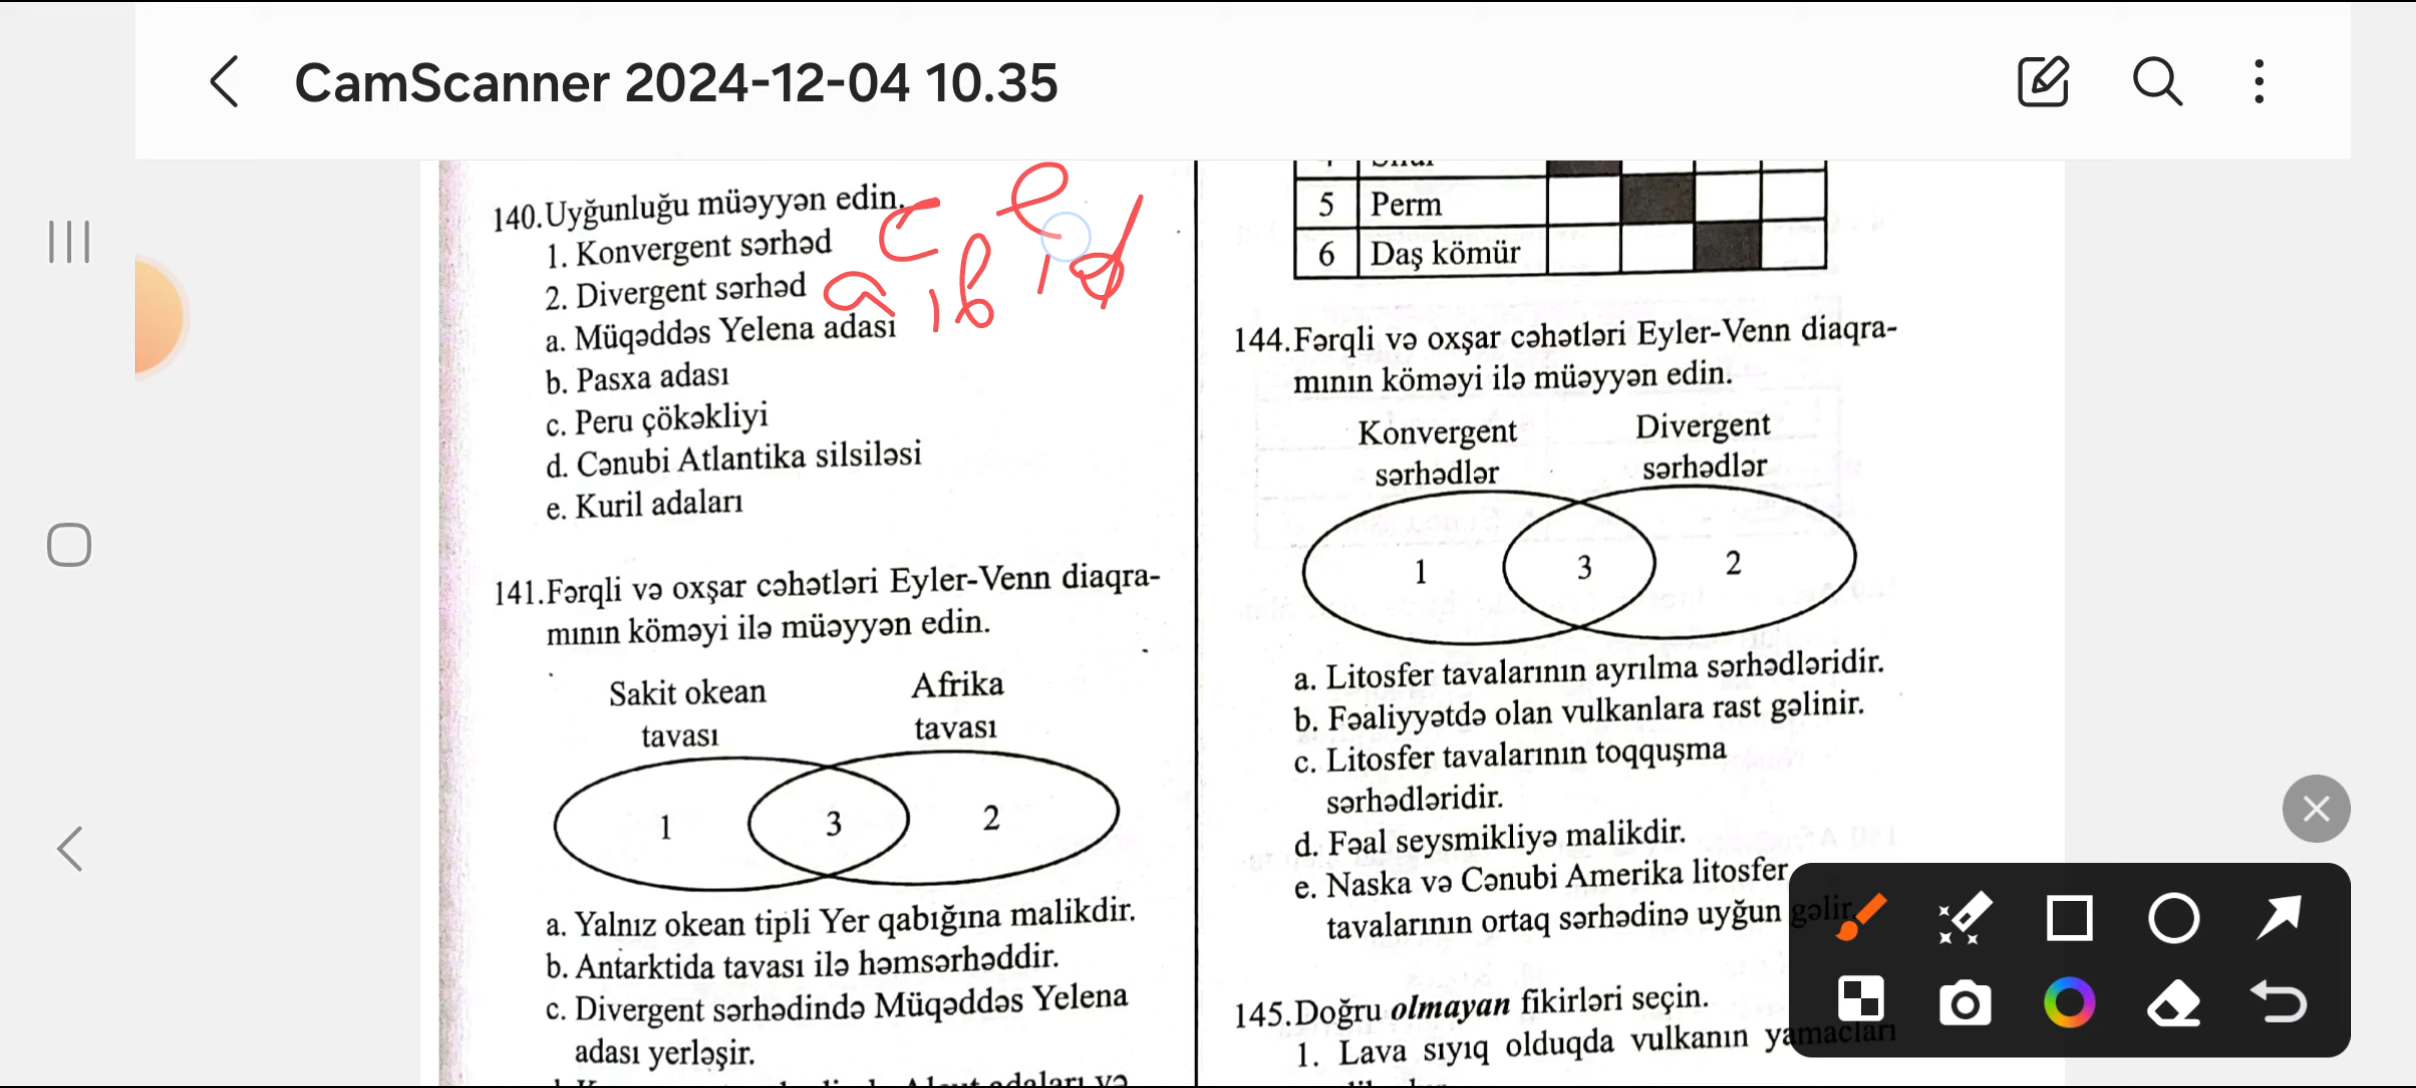 CamScanner 2024-12-04 10.35
140.Uyğunluğu müəyyən edin.
1. Konvergent sərhəd c e
2. Divergent sərhəd a, b, d
a. Müqəddəs Yelena adası
b. Pasxa adası
c. Peru çökəkliyi
d. Cənubi Atlantika silsiləsi
e. Kuril adaları
141.Fərqli və oxşar cəhətləri Eyler-Venn diaqra-
mının köməyi ilə müəyyən edin.
Sakit okean
tavası
Afrika
tavası
1 3 2
a. Yalnız okean tipli Yer qabığına malikdir.
b. Antarktida tavası ilə həmsərhəddir.
c. Divergent sərhədində Müqəddəs Yelena
adası yerləşir.
5 Perm
6 Daş kömür
144.Fərqli və oxşar cəhətləri Eyler-Venn diaqra-
mının köməyi ilə müəyyən edin.
Konvergent
sərhədlər
Divergent
sərhədlər
1 3 2
a. Litosfer tavalarının ayrılma sərhədləridir.
b. Fəaliyyətdə olan vulkanlara rast gəlinir.
c. Litosfer tavalarının toqquşma
sərhədləridir.
d. Fəal seysmikliyə malikdir.
e. Naska və Cənubi Amerika litosfer
tavalarının ortaq sərhədinə uyğun gəlir.
145.Doğru olmayan fikirləri seçin.
1. Lava sıyıq olduqda vulkanın yamacları